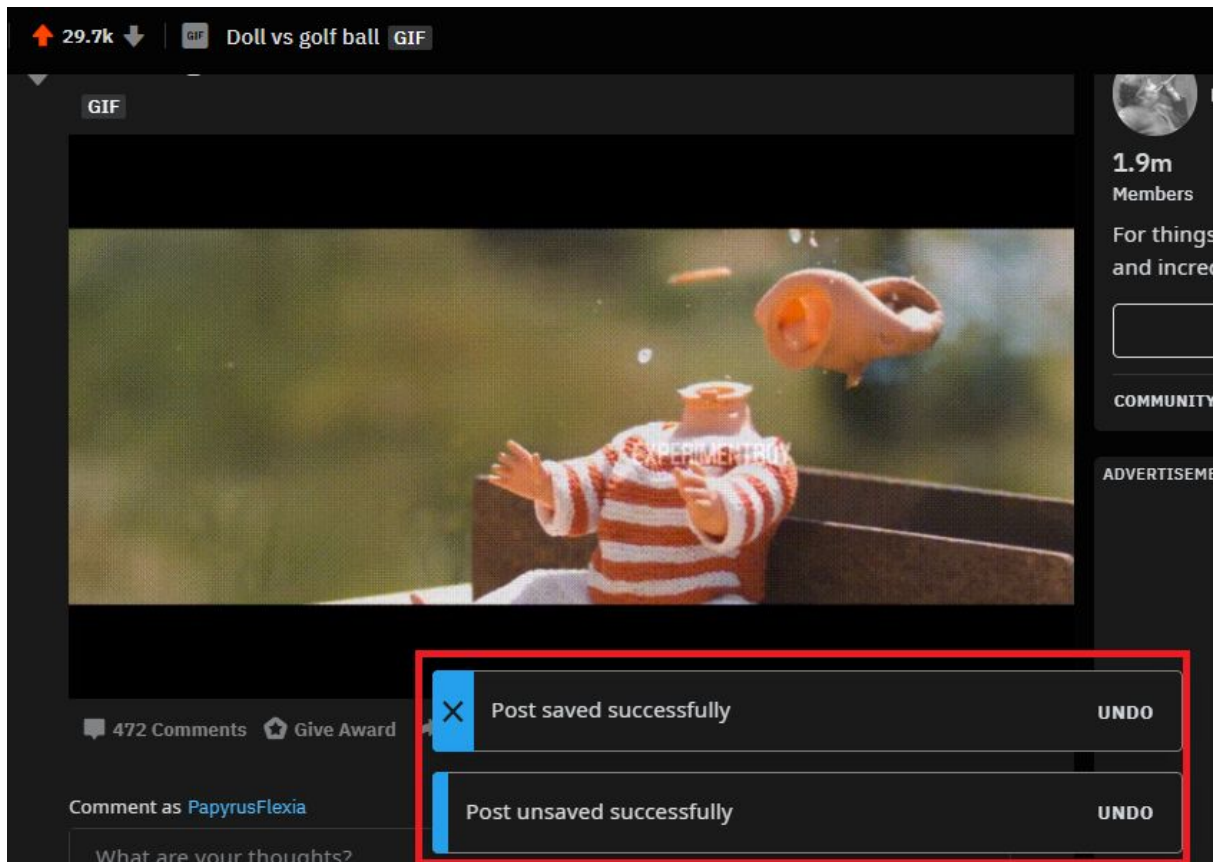 29.7k GIF Doll vs golf ball GIF
GIF
1.9m
Members
For things
and incred
COMMUNITY
ADVERTISEME
EXPERIMENTBOY
Post saved successfully UNDO
472 Comments Give Award
Post unsaved successfully UNDO
Comment as PapyrusFlexia
What are your thoughts?